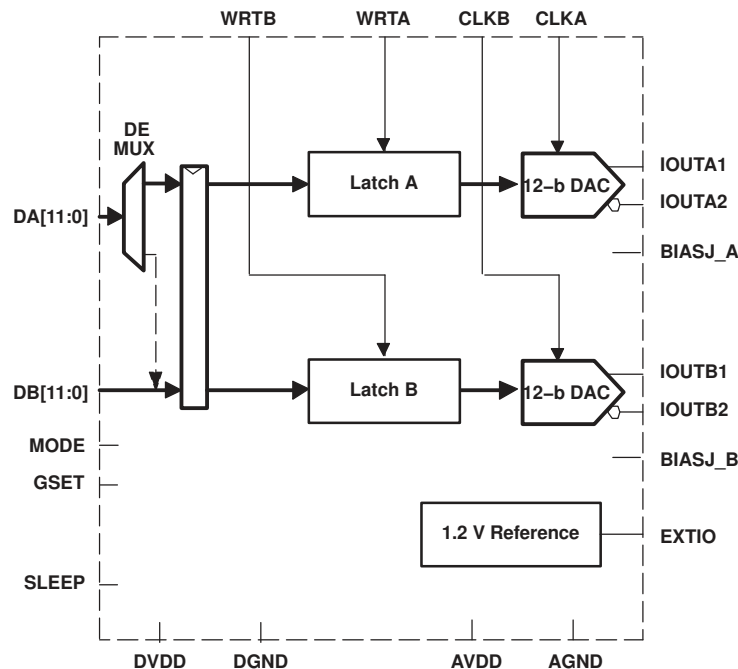 WRTB WRTA CLKB CLKA
DE
MUX
DA[11:0]
Latch A
12−b DAC
IOUTA1
IOUTA2
BIASJ_A
DB[11:0]
Latch B
12−b DAC
IOUTB1
IOUTB2
BIASJ_B
MODE
GSET
1.2 V Reference
EXTIO
SLEEP
DVDD DGND AVDD AGND